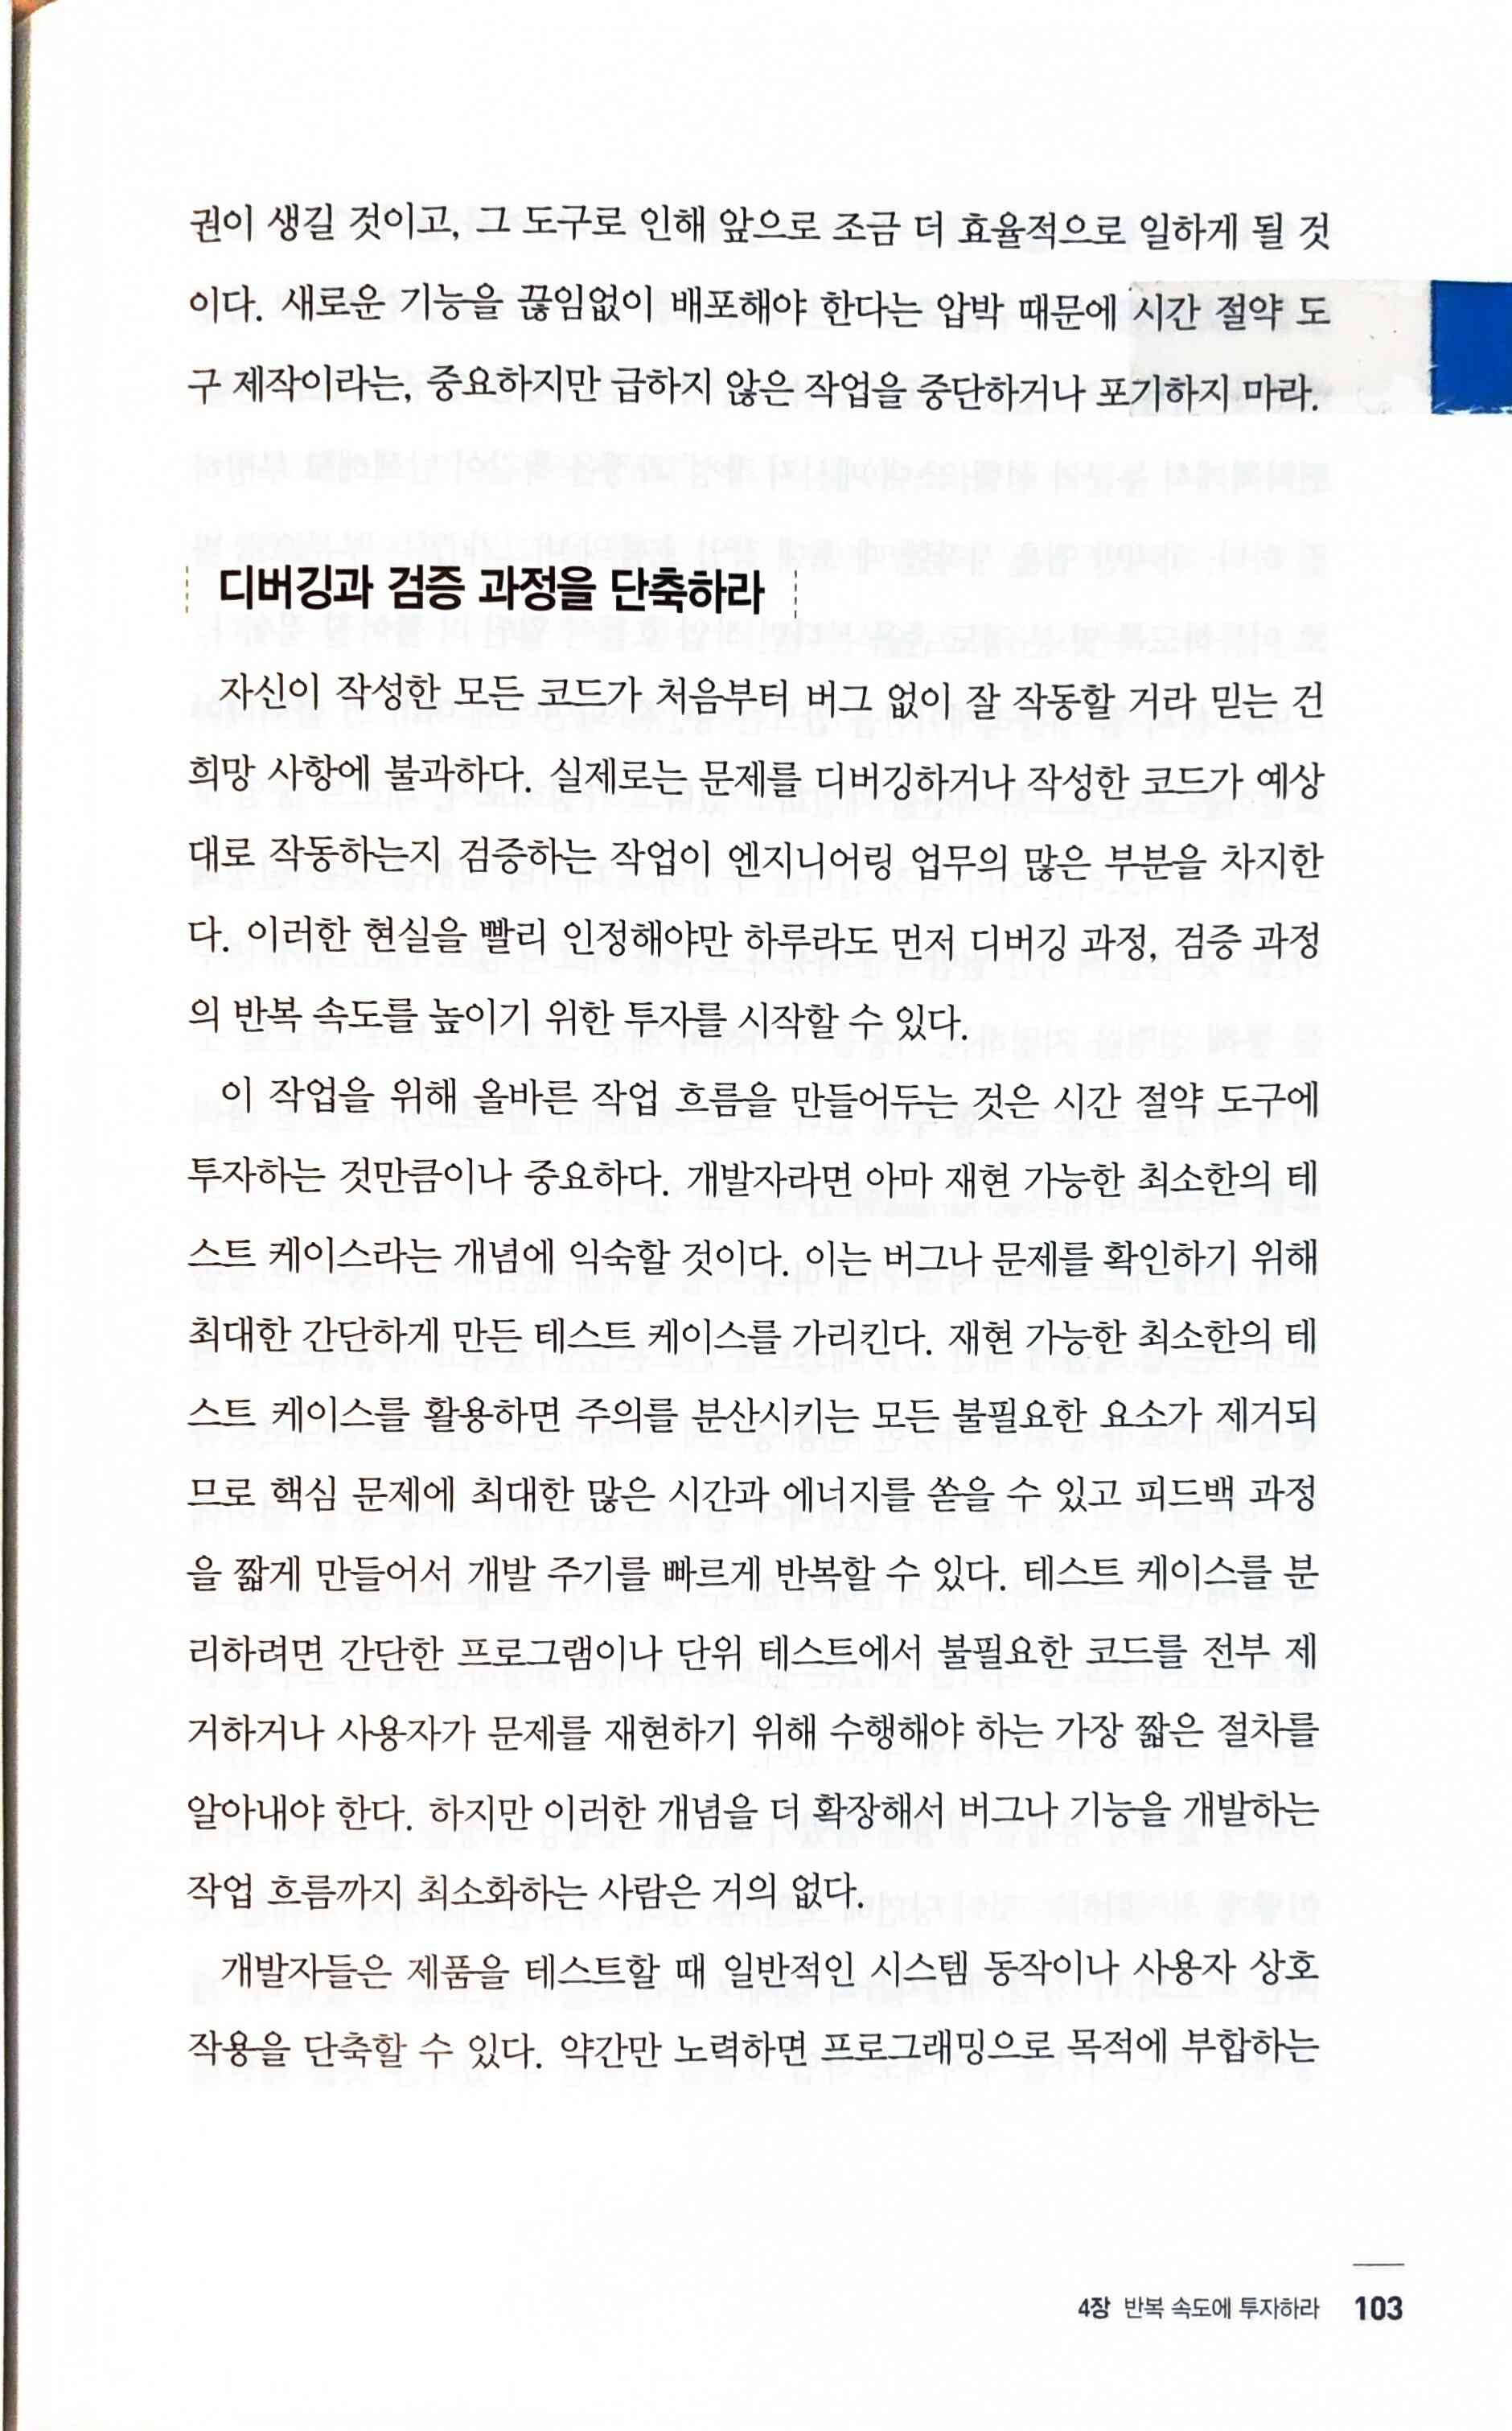 권이 생길 것이고, 그 도구로 인해 앞으로 조금 더 효율적으로 일하게 될 것
이다. 새로운 기능을 끊임없이 배포해야 한다는 압박 때문에 시간 절약 도
구 제작이라는, 중요하지만 급하지 않은 작업을 중단하거나 포기하지 마라.
디버깅과 검증 과정을 단축하라
자신이 작성한 모든 코드가 처음부터 버그 없이 잘 작동할 거라 믿는 건
희망 사항에 불과하다. 실제로는 문제를 디버깅하거나 작성한 코드가 예상
대로 작동하는지 검증하는 작업이 엔지니어링 업무의 많은 부분을 차지한
다. 이러한 현실을 빨리 인정해야만 하루라도 먼저 디버깅 과정, 검증 과정
의 반복 속도를 높이기 위한 투자를 시작할 수 있다.
이 작업을 위해 올바른 작업 흐름을 만들어두는 것은 시간 절약 도구에
투자하는 것만큼이나 중요하다. 개발자라면 아마 재현 가능한 최소한의 테
스트 케이스라는 개념에 익숙할 것이다. 이는 버그나 문제를 확인하기 위해
최대한 간단하게 만든 테스트 케이스를 가리킨다. 재현 가능한 최소한의 테
스트 케이스를 활용하면 주의를 분산시키는 모든 불필요한 요소가 제거되
므로 핵심 문제에 최대한 많은 시간과 에너지를 쏟을 수 있고 피드백 과정
을 짧게 만들어서 개발 주기를 빠르게 반복할 수 있다. 테스트 케이스를 분
리하려면 간단한 프로그램이나 단위 테스트에서 불필요한 코드를 전부 제
거하거나 사용자가 문제를 재현하기 위해 수행해야 하는 가장 짧은 절차를
알아내야 한다. 하지만 이러한 개념을 더 확장해서 버그나 기능을 개발하는
작업 흐름까지 최소화하는 사람은 거의 없다.
개발자들은 제품을 테스트할 때 일반적인 시스템 동작이나 사용자 상호
작용을 단축할 수 있다. 약간만 노력하면 프로그래밍으로 목적에 부합하는
4장 반복 속도에 투자하라 103